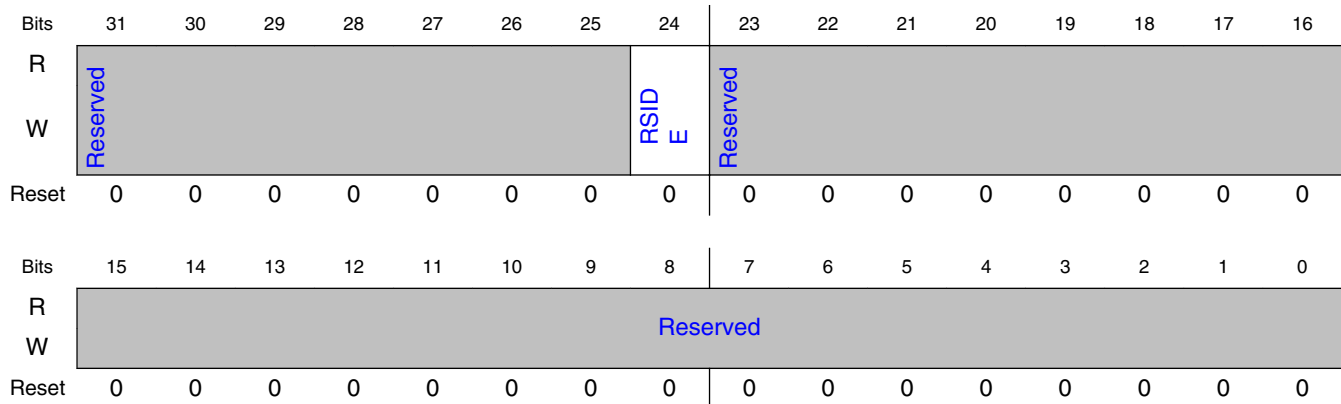 Bits 31 30 29 28 27 26 25 24 23 22 21 20 19 18 17 16
R
W
Reserved
RSID
E
Reserved
Reset 0 0 0 0 0 0 0 0 0 0 0 0 0 0 0 0
Bits 15 14 13 12 11 10 9 8 7 6 5 4 3 2 1 0
R
W
Reserved
Reset 0 0 0 0 0 0 0 0 0 0 0 0 0 0 0 0